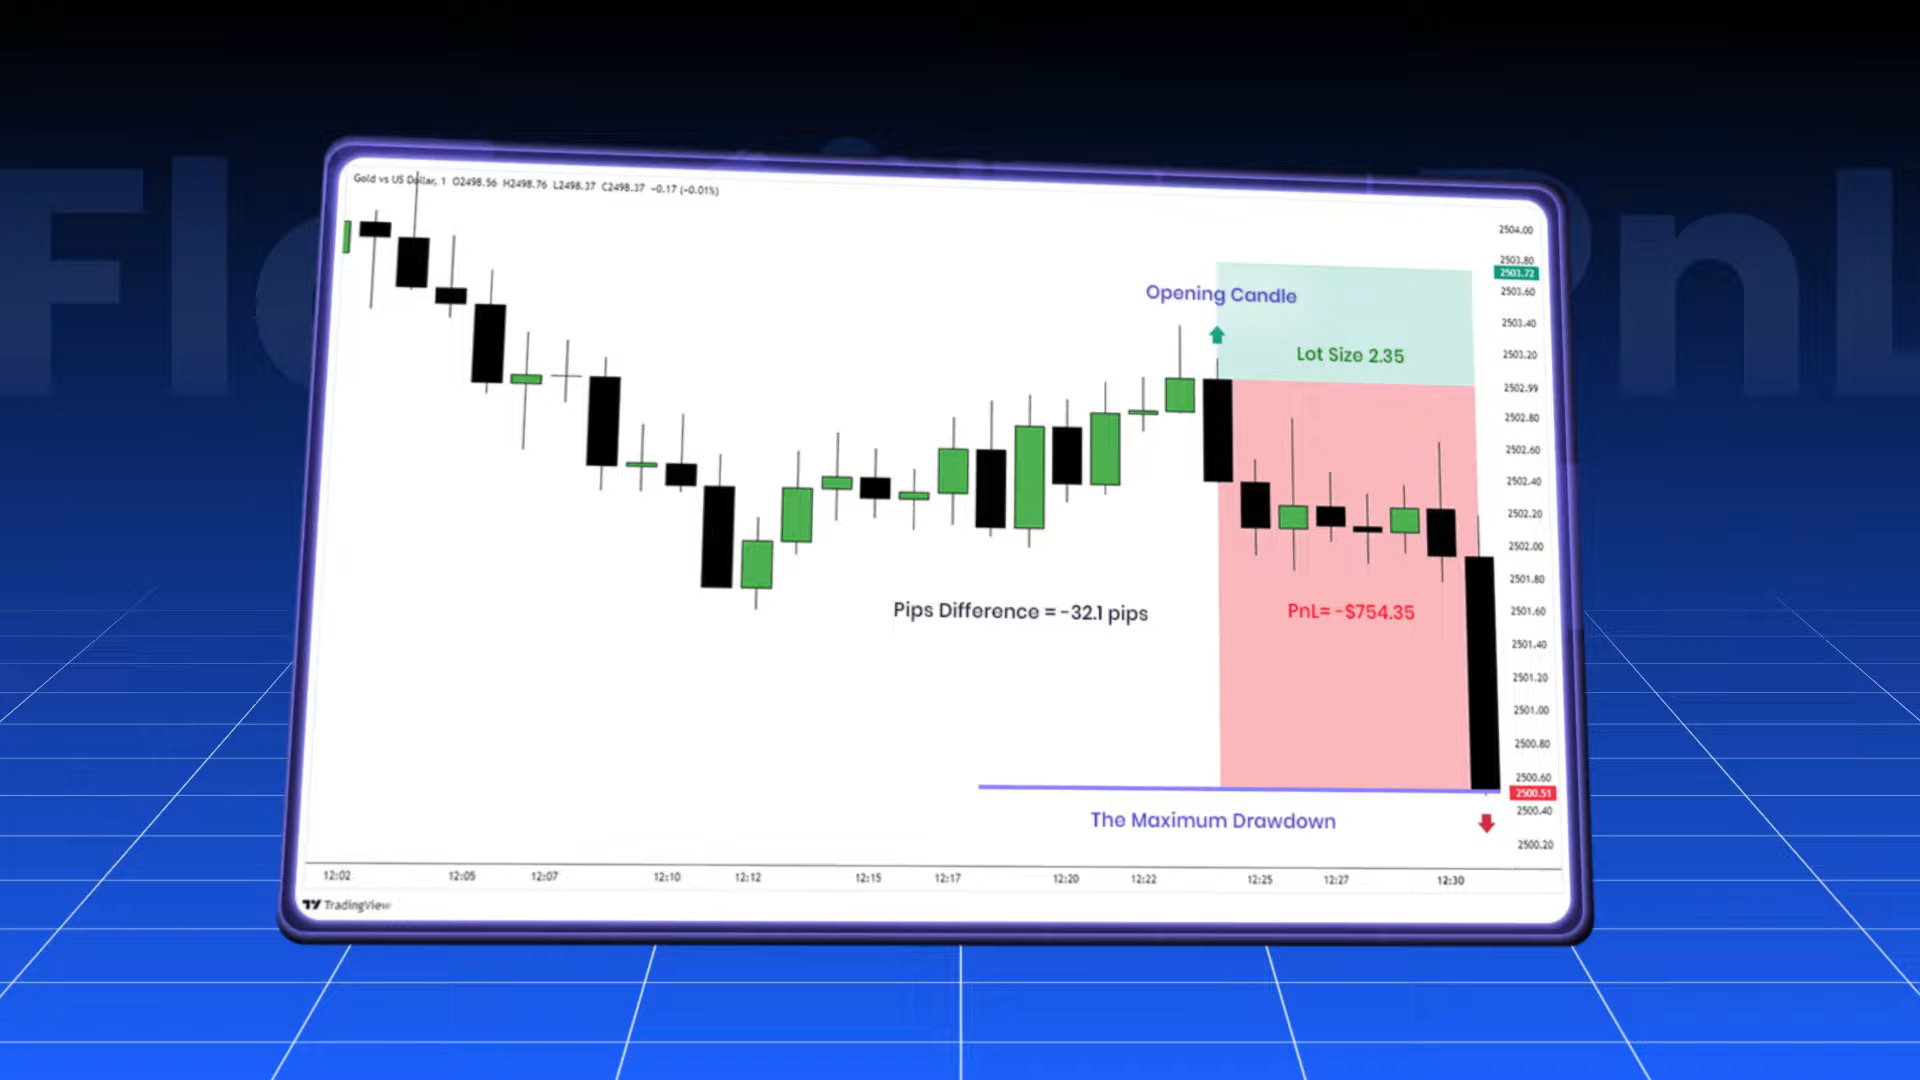 Gold vs US Dollar, 1 O2498.56 H2498.76 L2498.37 C2498.37 −0.17 (−0.01%)
2504.00
2503.80
2503.72
2503.60
Opening Candle
2503.40
Lot Size 2.35
2503.20
2502.99
2502.80
2502.60
2502.40
2502.20
2502.00
2501.80
Pips Difference = -32.1 pips
PnL= -$754.35
2501.60
2501.40
2501.20
2501.00
2500.80
2500.60
2500.51
2500.40
The Maximum Drawdown
2500.20
12:02 12:05 12:07 12:10 12:12 12:15 12:17 12:20 12:22 12:25 12:27 12:30
TradingView